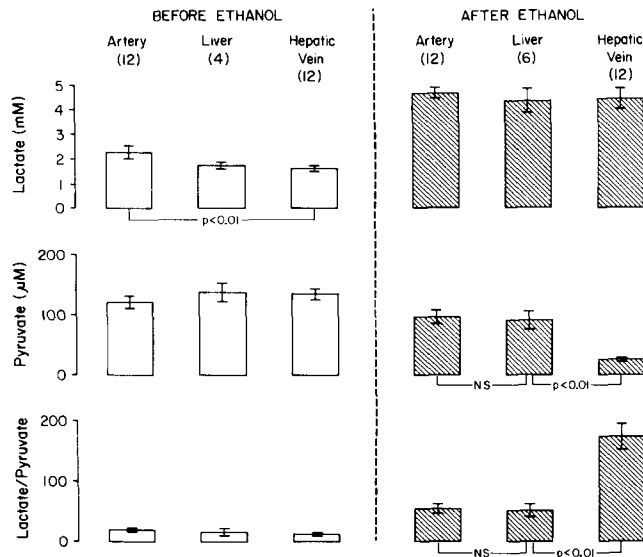 BEFORE ETHANOL
AFTER ETHANOL
Artery
(12)
Liver
(4)
Hepatic
Vein
(12)
Artery
(12)
Liver
(6)
Hepatic
Vein
(12)
Lactate (mM)
5
4
3
2
1
0
p<0.01
Pyruvate (µM)
200
100
0
NS
p<0.01
Lactate/Pyruvate
200
100
0
NS
p<0.01